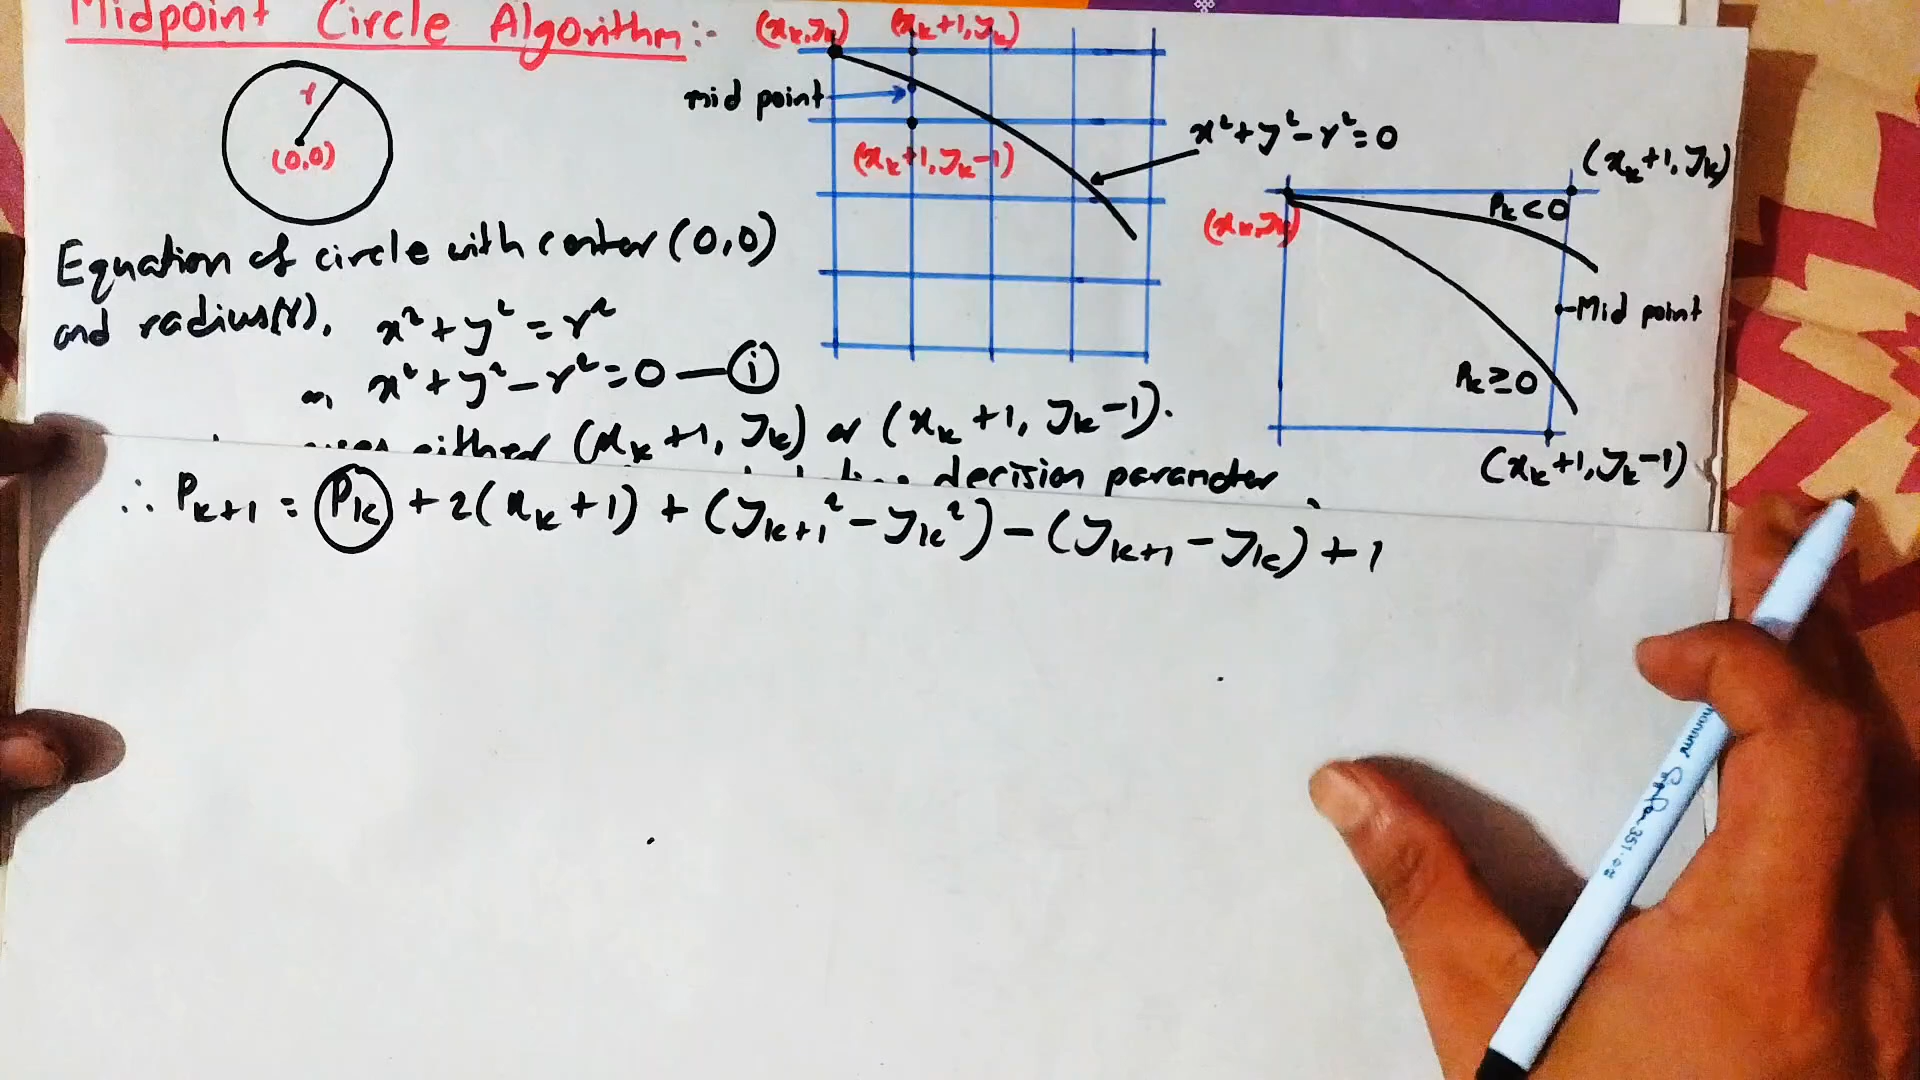 Midpoint Circle Algorithm:-
(xₖ,yₖ) (xₖ+1,yₖ)
r
(0,0)
mid point
(xₖ+1,yₖ-1)
x²+y²-r²=0
(xₖ+1,yₖ)
Pₖ<0
(xₖ,yₖ)
Mid point
Pₖ≥0
(xₖ+1,yₖ-1)
Equation of circle with center (0,0)
and radius(r), x²+y²=r²
or, x²+y²-r²=0 — (i)
either (xₖ+1, yₖ) or (xₖ+1, yₖ-1).
decision parameter
∴ Pₖ₊₁ = Pₖ + 2(xₖ+1) + (yₖ₊₁² - yₖ²) - (yₖ₊₁ - yₖ) + 1